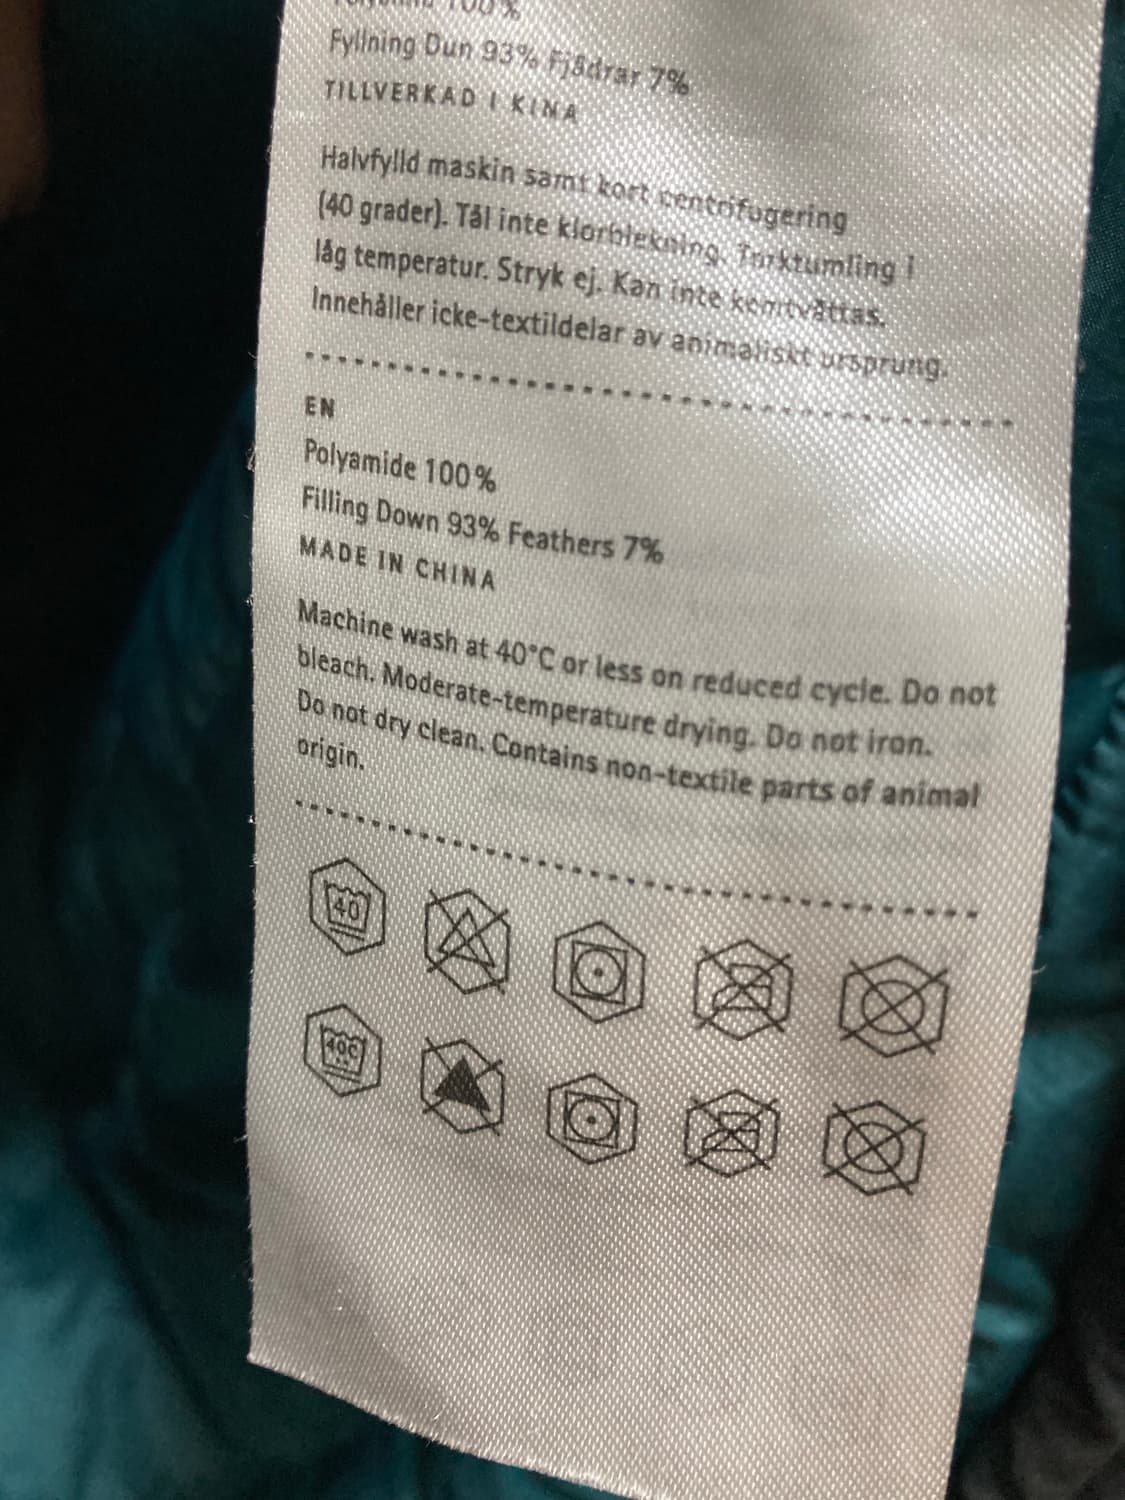 100%
Fyllning Dun 93% Fjädrar 7%
TILLVERKAD I KINA
Halvfylld maskin samt kort centrifugering
(40 grader). Tål inte klorblekning. Torktumling i
låg temperatur. Stryk ej. Kan inte kemtvättas.
Innehåller icke-textildelar av animaliskt ursprung.
EN
Polyamide 100%
Filling Down 93% Feathers 7%
MADE IN CHINA
Machine wash at 40°C or less on reduced cycle. Do not
bleach. Moderate-temperature drying. Do not iron.
Do not dry clean. Contains non-textile parts of animal
origin.
40
40C